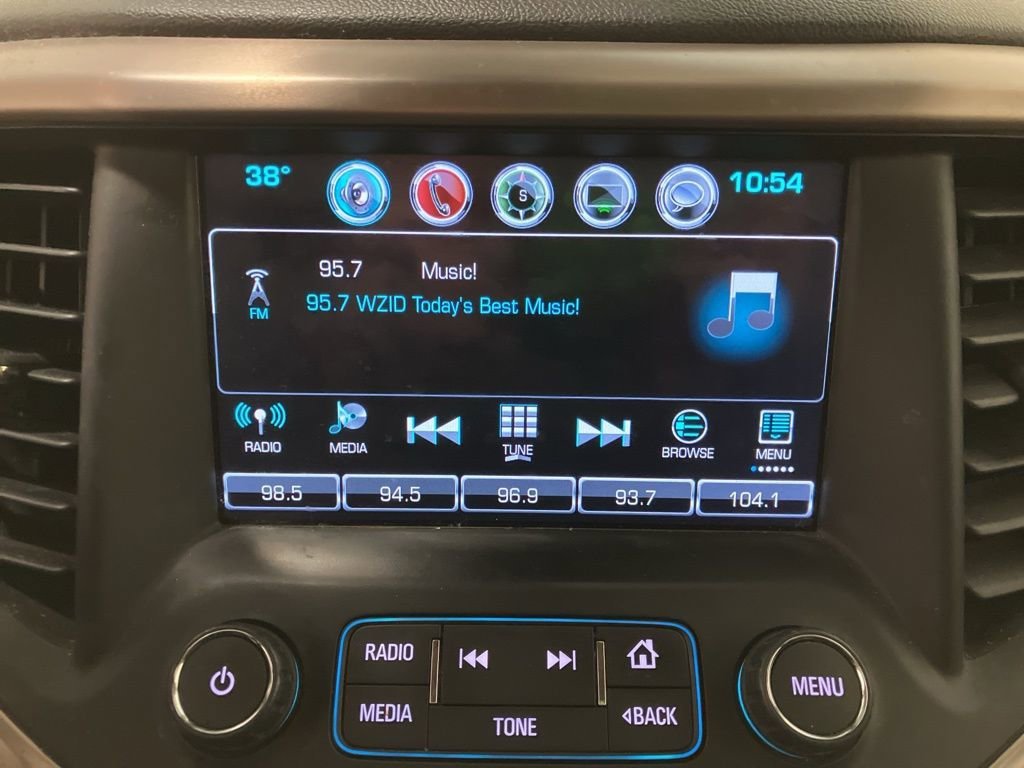 38° S 10:54
95.7 Music!
95.7 WZID Today's Best Music!
FM
RADIO MEDIA TUNE BROWSE MENU
98.5 94.5 96.9 93.7 104.1
RADIO
MEDIA TONE BACK
MENU